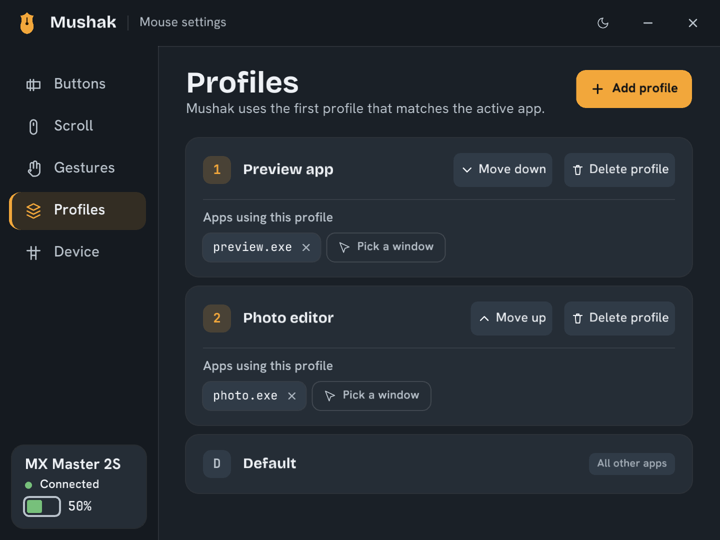 Mushak
Mouse settings
Buttons
Scroll
Gestures
Profiles
Device
MX Master 2S
Connected
50%
Profiles
Mushak uses the first profile that matches the active app.
Add profile
1 Preview app Move down Delete profile
Apps using this profile
preview.exe Pick a window
2 Photo editor Move up Delete profile
Apps using this profile
photo.exe Pick a window
D Default All other apps